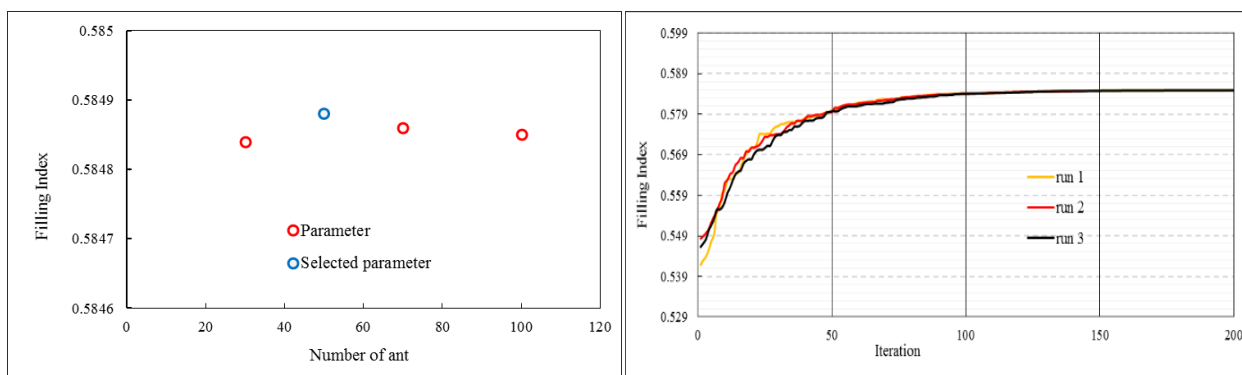 0.585
0.5849
0.5848
0.5847
0.5846
Filling Index
Parameter
Selected parameter
0 20 40 60 80 100 120
Number of ant
0.599
0.589
0.579
0.569
0.559
0.549
0.539
0.529
Filling Index
run 1
run 2
run 3
0 50 100 150 200
Iteration